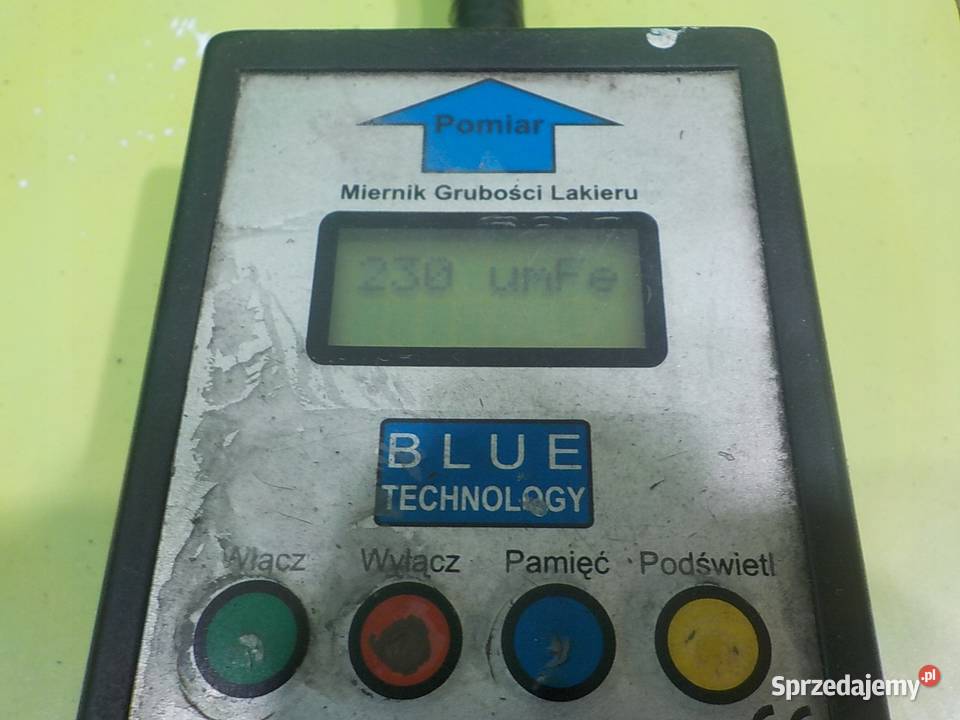 Pomiar
Miernik Grubości Lakieru
230 umFe
BLUE
TECHNOLOGY
Włącz Wyłącz Pamięć Podświetl
Sprzedajemy.pl